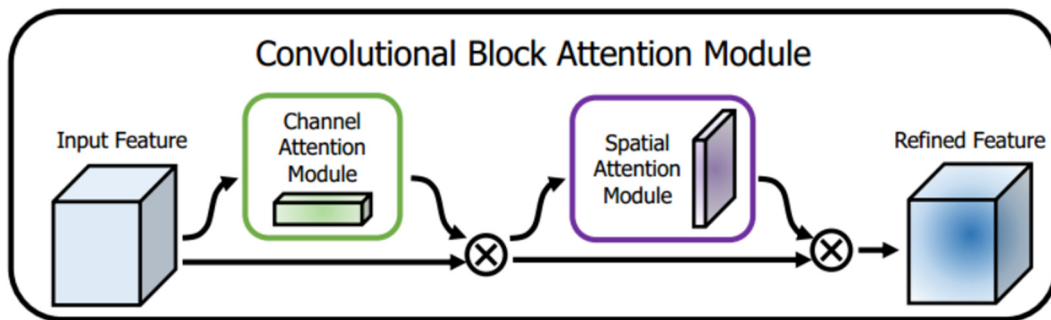 Convolutional Block Attention Module
Input Feature
Channel
Attention
Module
Spatial
Attention
Module
Refined Feature